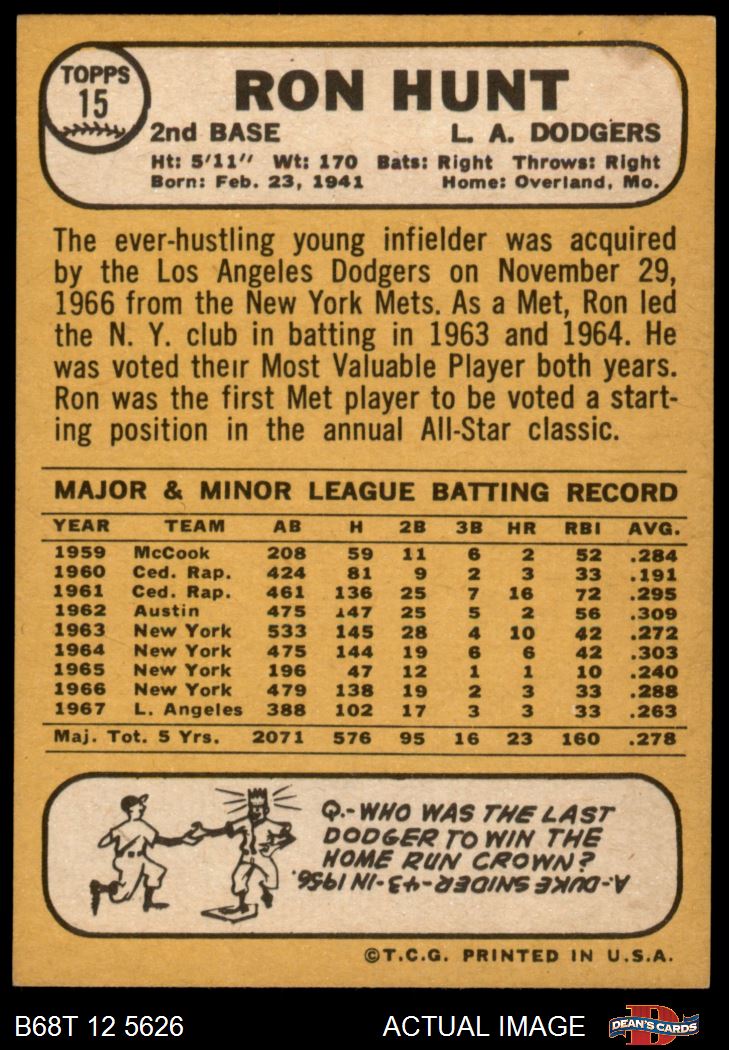 TOPPS
15
RON HUNT
2nd BASE L. A. DODGERS
Ht: 5'11" Wt: 170 Bats: Right Throws: Right
Born: Feb. 23, 1941 Home: Overland, Mo.
The ever-hustling young infielder was acquired
by the Los Angeles Dodgers on November 29,
1966 from the New York Mets. As a Met, Ron led
the N. Y. club in batting in 1963 and 1964. He
was voted their Most Valuable Player both years.
Ron was the first Met player to be voted a start-
ing position in the annual All-Star classic.
MAJOR & MINOR LEAGUE BATTING RECORD
YEAR TEAM AB H 2B 3B HR RBI AVG.
1959 McCook 208 59 11 6 2 52 .284
1960 Ced. Rap. 424 81 9 2 3 33 .191
1961 Ced. Rap. 461 136 25 7 16 72 .295
1962 Austin 475 147 25 5 2 56 .309
1963 New York 533 145 28 4 10 42 .272
1964 New York 475 144 19 6 6 42 .303
1965 New York 196 47 12 1 1 10 .240
1966 New York 479 138 19 2 3 33 .288
1967 L. Angeles 388 102 17 3 3 33 .263
Maj. Tot. 5 Yrs. 2071 576 95 16 23 160 .278
Q.-WHO WAS THE LAST
DODGER TO WIN THE
HOME RUN CROWN?
A-DUKE SNIDER-43-IN 1956.
©T.C.G. PRINTED IN U.S.A.
B68T 12 5626 ACTUAL IMAGE
D
DEAN'S CARDS